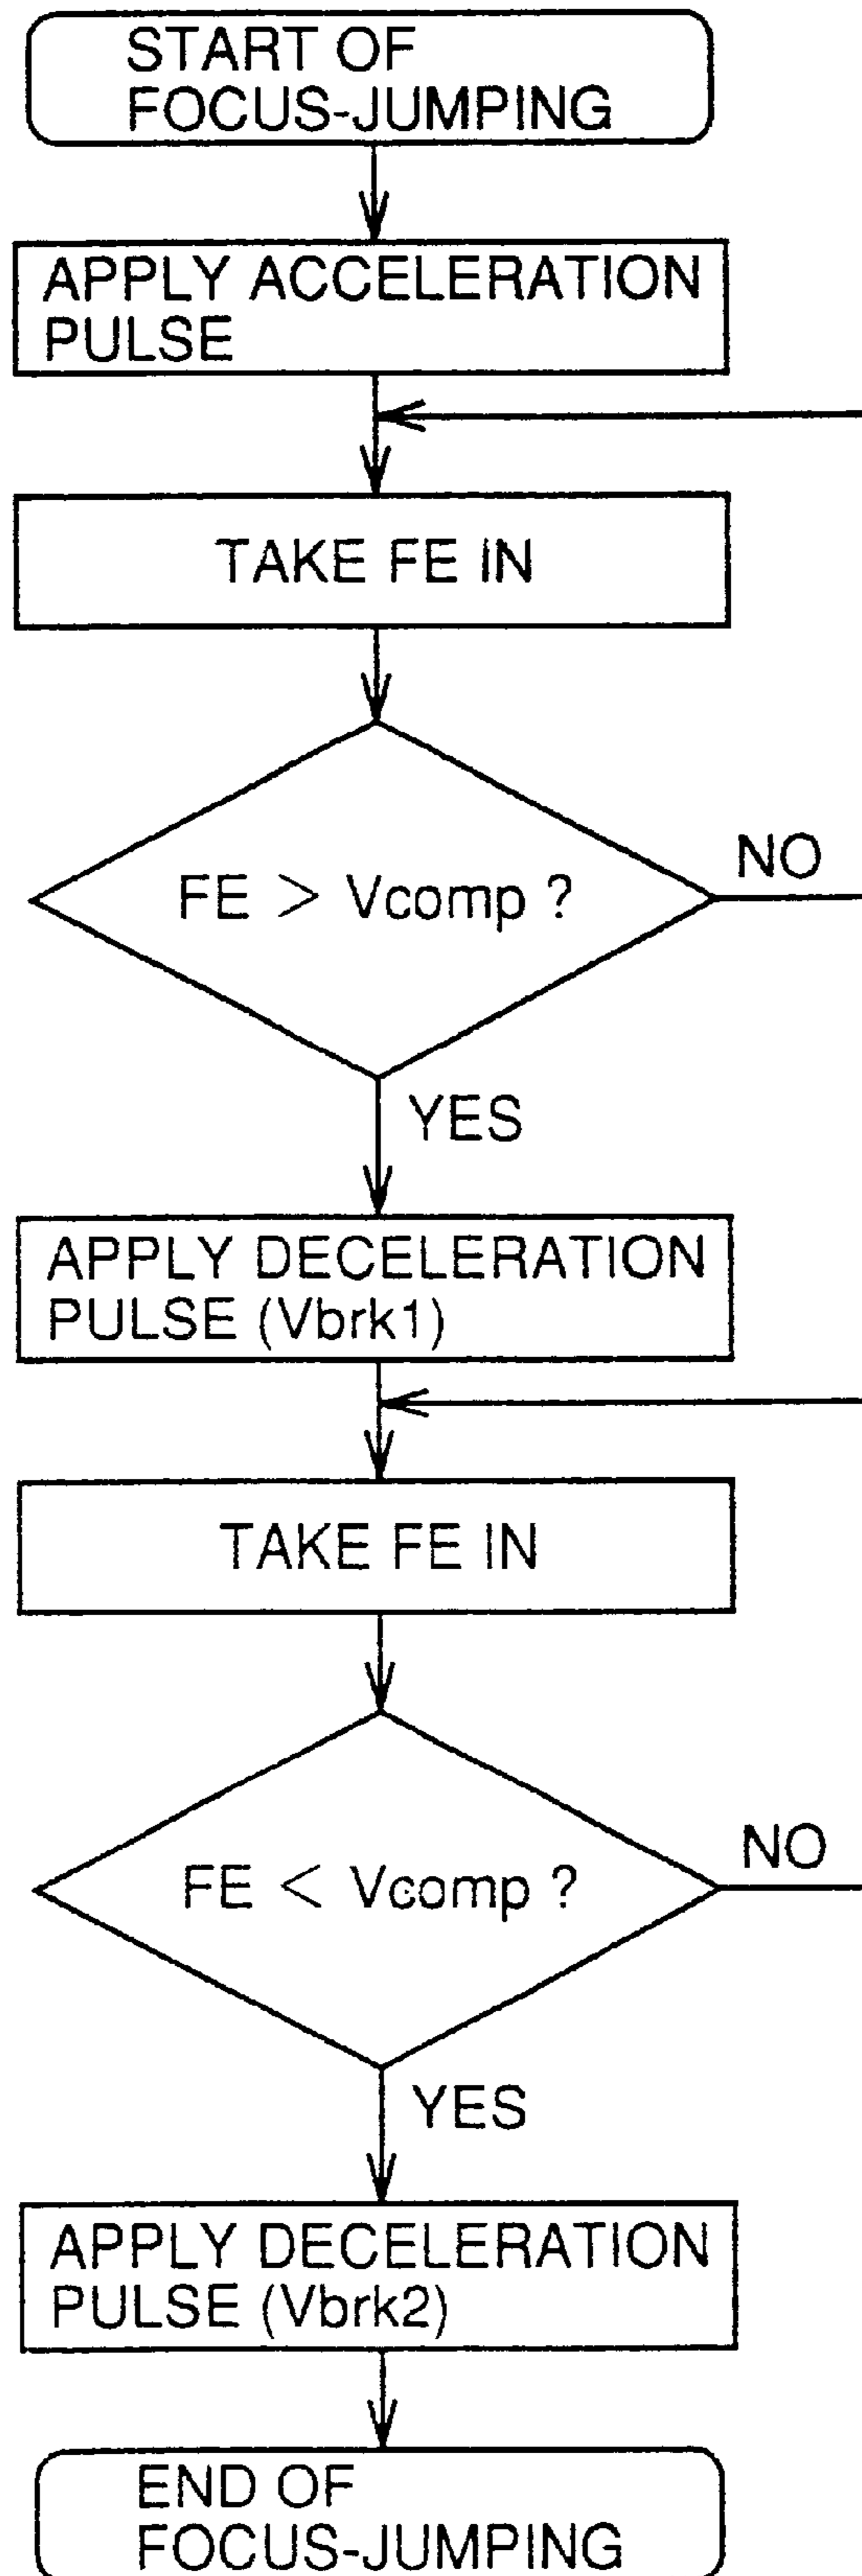 START OF
FOCUS-JUMPING
APPLY ACCELERATION
PULSE
TAKE FE IN
FE > Vcomp ?
NO
YES
APPLY DECELERATION
PULSE (Vbrk1)
TAKE FE IN
FE < Vcomp ?
NO
YES
APPLY DECELERATION
PULSE (Vbrk2)
END OF
FOCUS-JUMPING